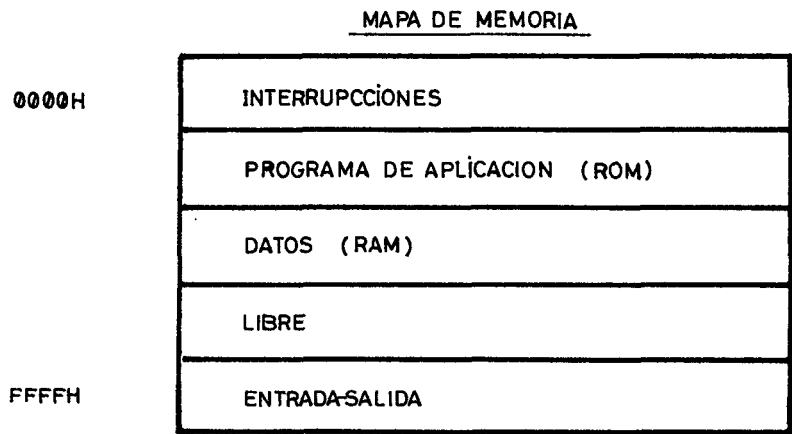 MAPA DE MEMORIA
0000H INTERRUPCCIONES
PROGRAMA DE APLICACION (ROM)
DATOS (RAM)
LIBRE
FFFFH ENTRADA-SALIDA